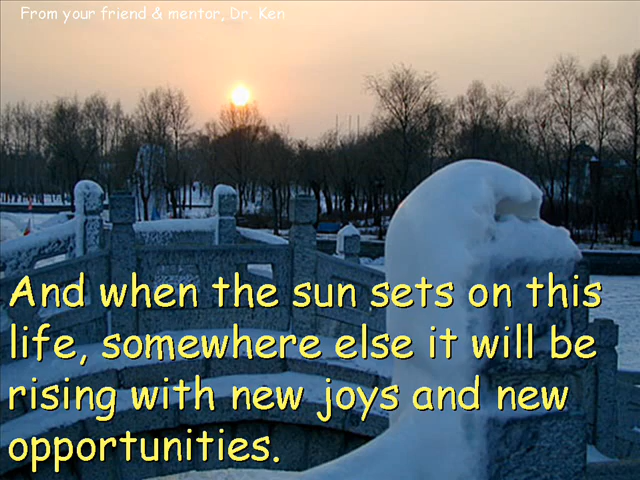 From your friend & mentor, Dr. Ken
And when the sun sets on this
life, somewhere else it will be
rising with new joys and new
opportunities.